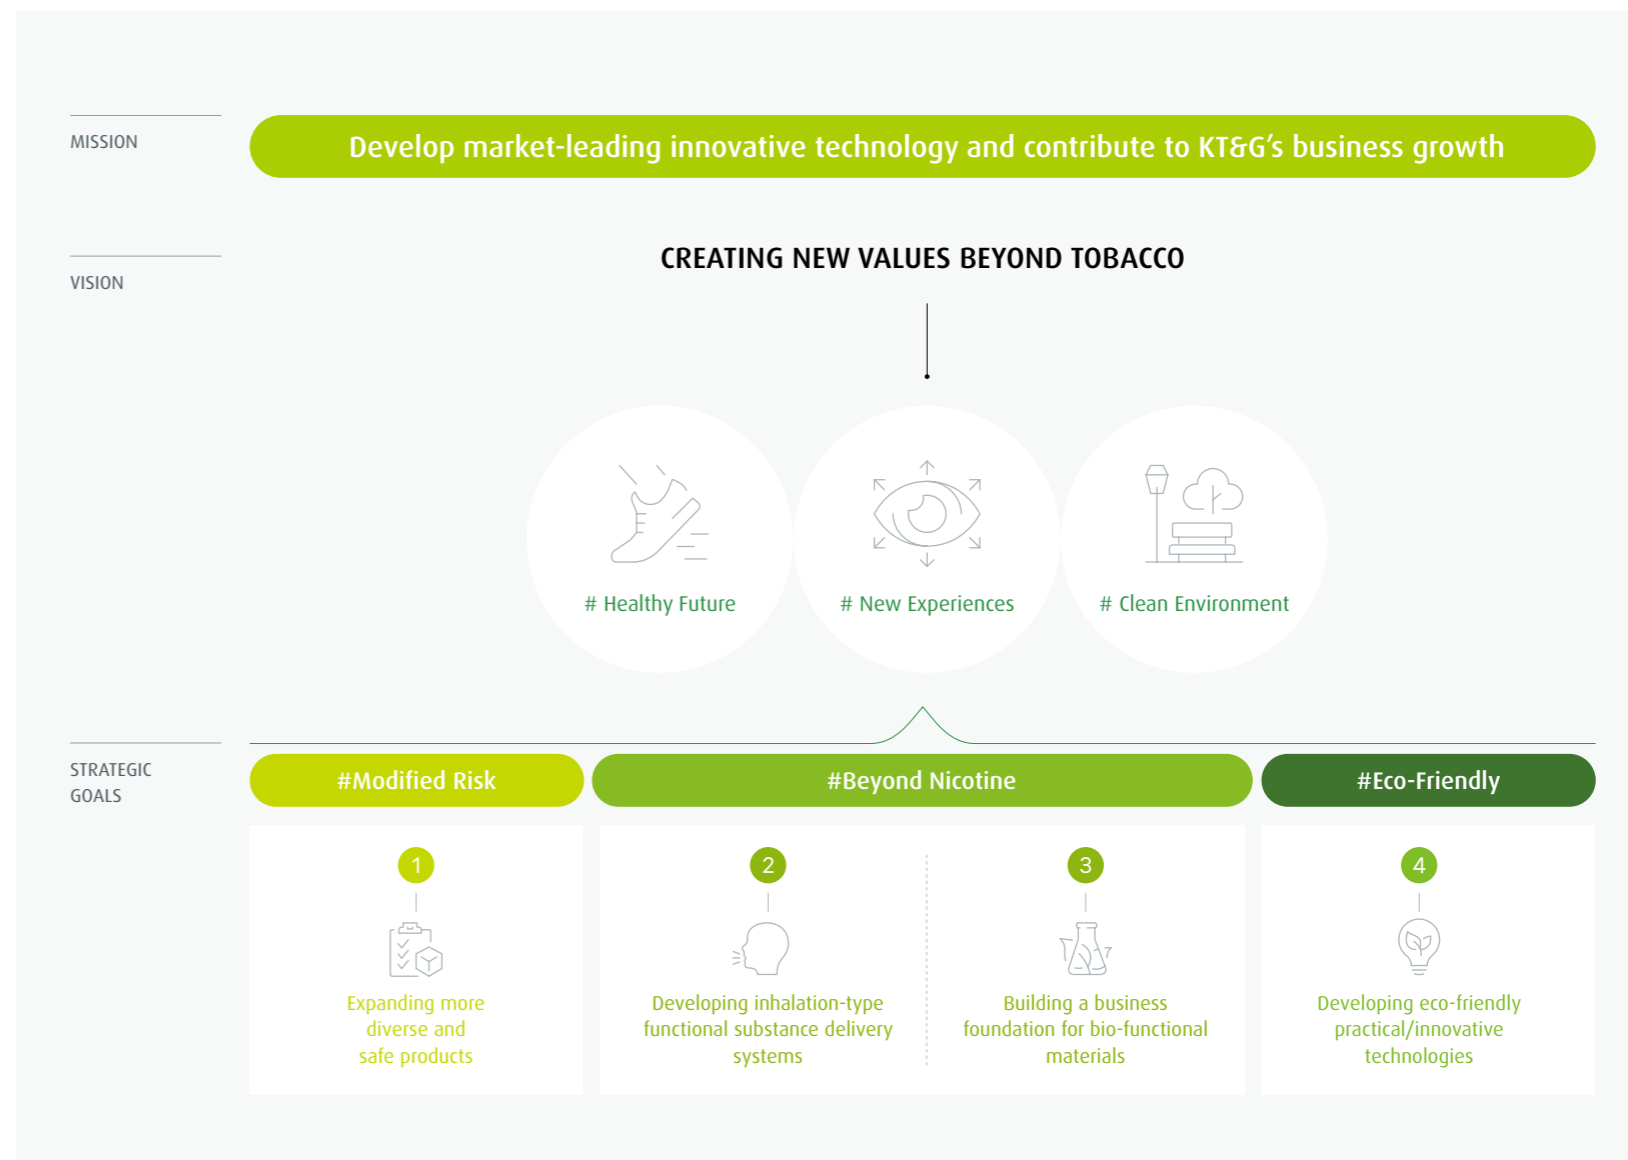 MISSION
Develop market-leading innovative technology and contribute to KT&G's business growth
VISION
CREATING NEW VALUES BEYOND TOBACCO
# Healthy Future
# New Experiences
# Clean Environment
STRATEGIC
GOALS
#Modified Risk
#Beyond Nicotine
#Eco-Friendly
1
Expanding more
diverse and
safe products
2
Developing inhalation-type
functional substance delivery
systems
3
Building a business
foundation for bio-functional
materials
4
Developing eco-friendly
practical/innovative
technologies